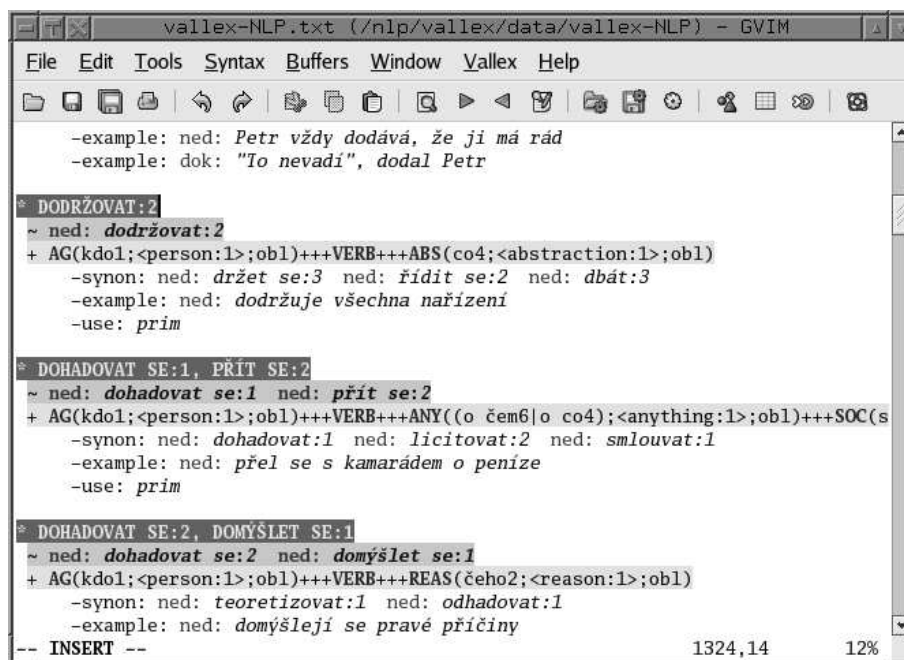 vallex-NLP.txt (/nlp/vallex/data/vallex-NLP) - GVIM
File Edit Tools Syntax Buffers Window Vallex Help
-example: ned: Petr vždy dodává, že ji má rád
-example: dok: "To nevadí", dodal Petr
* DODRŽOVAT:2
~ ned: dodržovat:2
+ AG(kdo1;<person:1>;obl)+++VERB+++ABS(co4;<abstraction:1>;obl)
-synon: ned: držet se:3 ned: řídit se:2 ned: dbát:3
-example: ned: dodržuje všechna nařízení
-use: prim
* DOHADOVAT SE:1, PŘÍT SE:2
~ ned: dohadovat se:1 ned: přít se:2
+ AG(kdo1;<person:1>;obl)+++VERB+++ANY((o čem6|o co4);<anything:1>;obl)+++SOC(s
-synon: ned: dohadovat:1 ned: licitovat:2 ned: smlouvat:1
-example: ned: přel se s kamarádem o peníze
-use: prim
* DOHADOVAT SE:2, DOMÝŠLET SE:1
~ ned: dohadovat se:2 ned: domýšlet se:1
+ AG(kdo1;<person:1>;obl)+++VERB+++REAS(čeho2;<reason:1>;obl)
-synon: ned: teoretizovat:1 ned: odhadovat:1
-example: ned: domýšlejí se pravé příčiny
-- INSERT -- 1324,14 12%